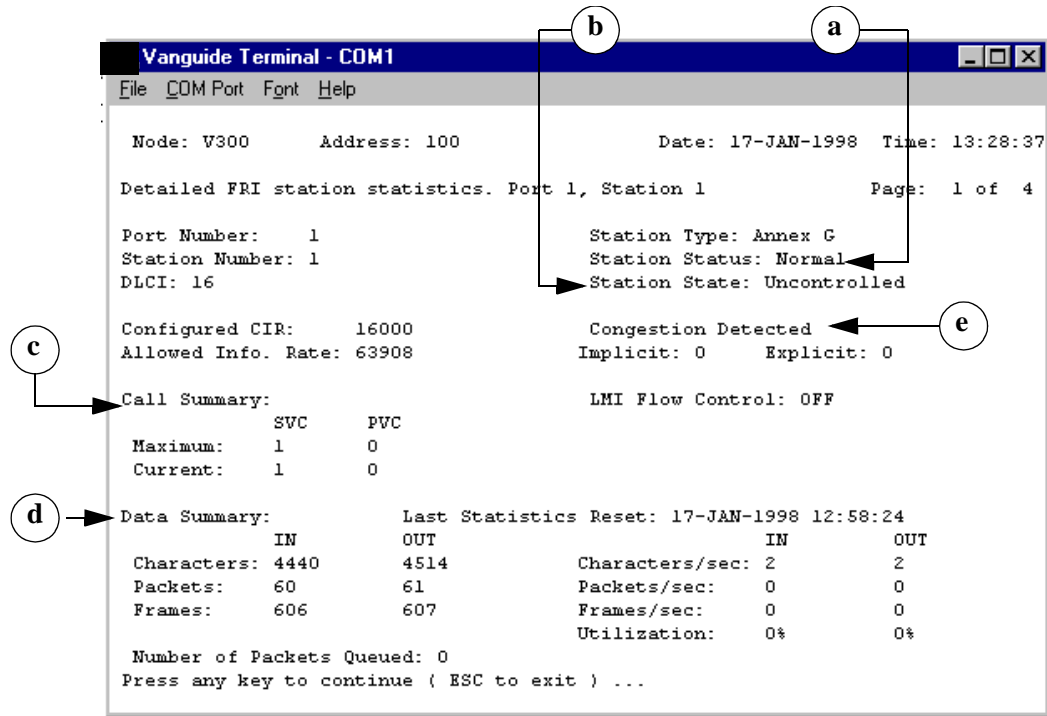 b a
Vanguide Terminal - COM1
File COM Port Font Help
Node: V300 Address: 100 Date: 17-JAN-1998 Time: 13:28:37
Detailed FRI station statistics. Port 1, Station 1 Page: 1 of 4
Port Number: 1 Station Type: Annex G
Station Number: 1 Station Status: Normal
DLCI: 16 Station State: Uncontrolled
Configured CIR: 16000 Congestion Detected e
c Allowed Info. Rate: 63908 Implicit: 0 Explicit: 0
Call Summary: LMI Flow Control: OFF
SVC PVC
Maximum: 1 0
Current: 1 0
d Data Summary: Last Statistics Reset: 17-JAN-1998 12:58:24
IN OUT IN OUT
Characters: 4440 4514 Characters/sec: 2 2
Packets: 60 61 Packets/sec: 0 0
Frames: 606 607 Frames/sec: 0 0
Utilization: 0% 0%
Number of Packets Queued: 0
Press any key to continue ( ESC to exit ) ...